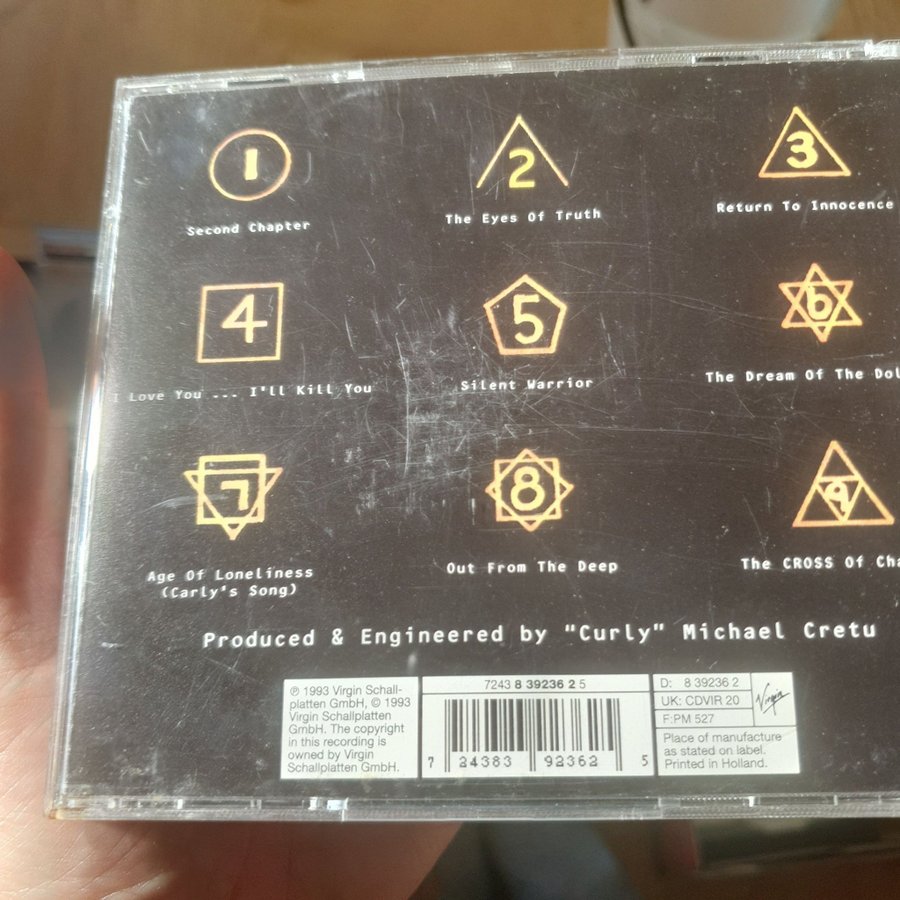 1
Second Chapter
2
The Eyes Of Truth
3
Return To Innocence
4
I Love You ... I'll Kill You
5
Silent Warrior
6
The Dream Of The Dol
7
Age Of Loneliness
(Carly's Song)
8
Out From The Deep
9
The CROSS Of Cha
Produced & Engineered by "Curly" Michael Cretu
℗ 1993 Virgin Schall-
platten GmbH, © 1993
Virgin Schallplatten
GmbH. The copyright
in this recording is
owned by Virgin
Schallplatten GmbH.
7243 8 39236 2 5
7 24383 92362 5
D: 8 39236 2
UK: CDVIR 20
F:PM 527
Virgin
Place of manufacture
as stated on label.
Printed in Holland.